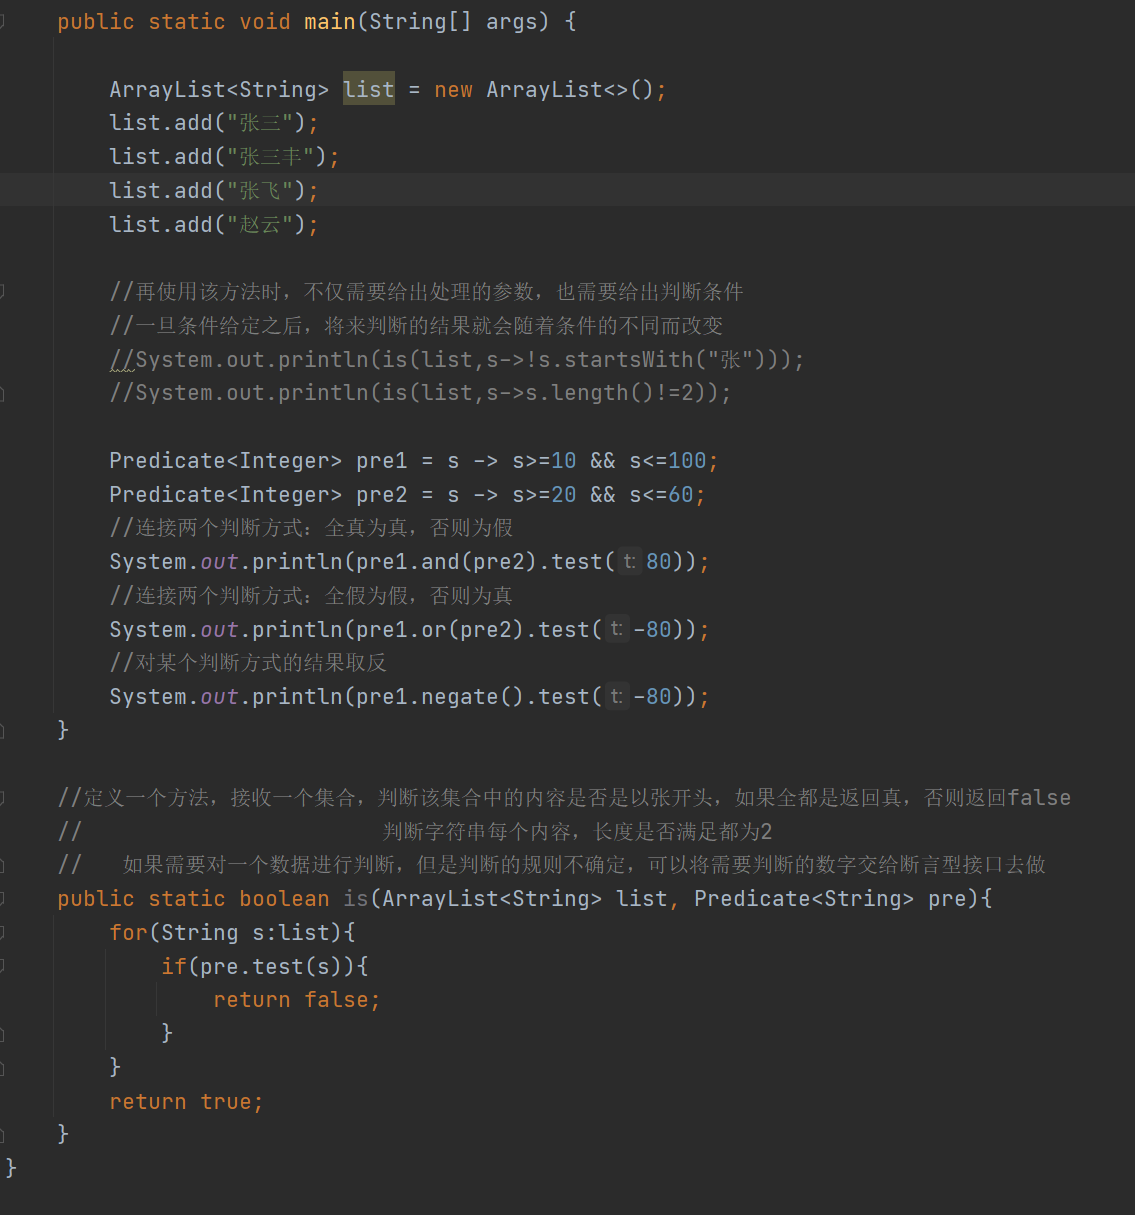 public static void main(String[] args) {
ArrayList<String> list = new ArrayList<>();
list.add("张三");
list.add("张三丰");
list.add("张飞");
list.add("赵云");
//再使用该方法时，不仅需要给出处理的参数，也需要给出判断条件
//一旦条件给定之后，将来判断的结果就会随着条件的不同而改变
//System.out.println(is(list,s->!s.startsWith("张")));
//System.out.println(is(list,s->s.length()!=2));
Predicate<Integer> pre1 = s -> s>=10 && s<=100;
Predicate<Integer> pre2 = s -> s>=20 && s<=60;
//连接两个判断方式：全真为真，否则为假
System.out.println(pre1.and(pre2).test( t: 80));
//连接两个判断方式：全假为假，否则为真
System.out.println(pre1.or(pre2).test( t: -80));
//对某个判断方式的结果取反
System.out.println(pre1.negate().test( t: -80));
}
//定义一个方法，接收一个集合，判断该集合中的内容是否是以张开头，如果全都是返回真，否则返回false
// 判断字符串每个内容，长度是否满足都为2
// 如果需要对一个数据进行判断，但是判断的规则不确定，可以将需要判断的数字交给断言型接口去做
public static boolean is(ArrayList<String> list, Predicate<String> pre){
for(String s:list){
if(pre.test(s)){
return false;
}
}
return true;
}
}